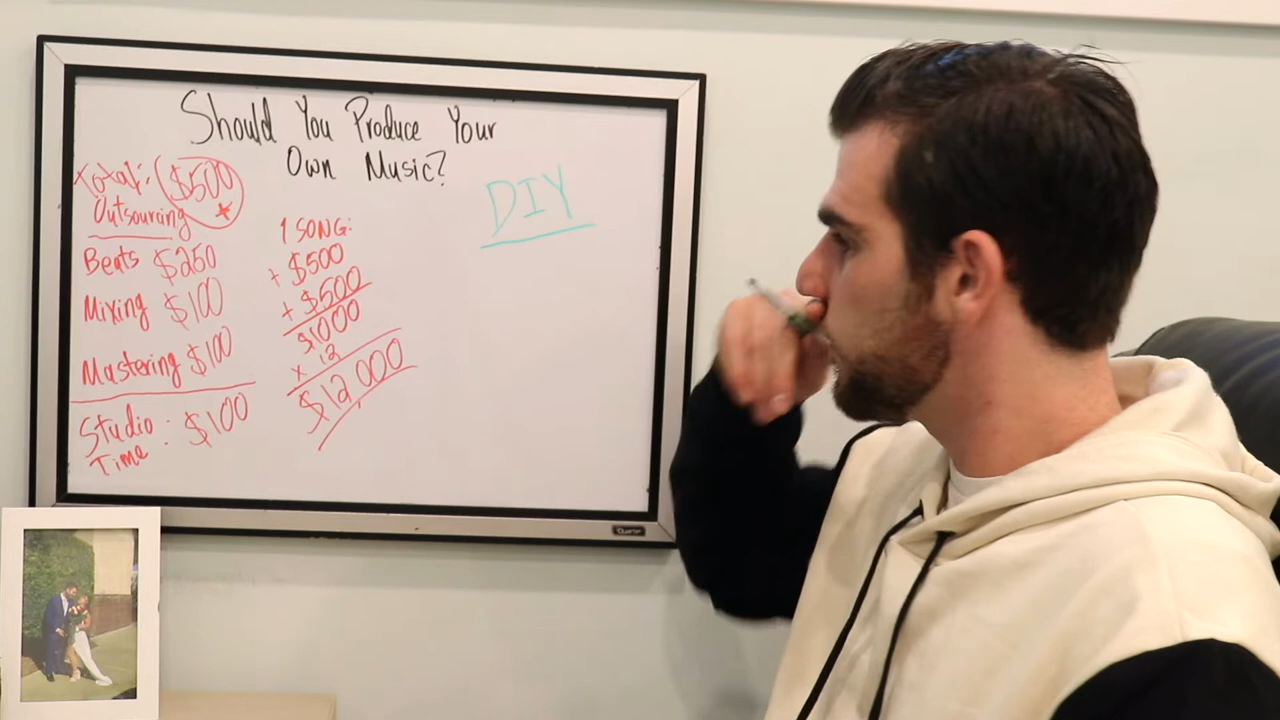 Should You Produce Your
Own Music?
Total: $500
Outsourcing
Beats $250
Mixing $100
Mastering $100
Studio : $100
Time
1 SONG:
+ $500
+ $500
$1000
x 12
$12,000
DIY
Quartet